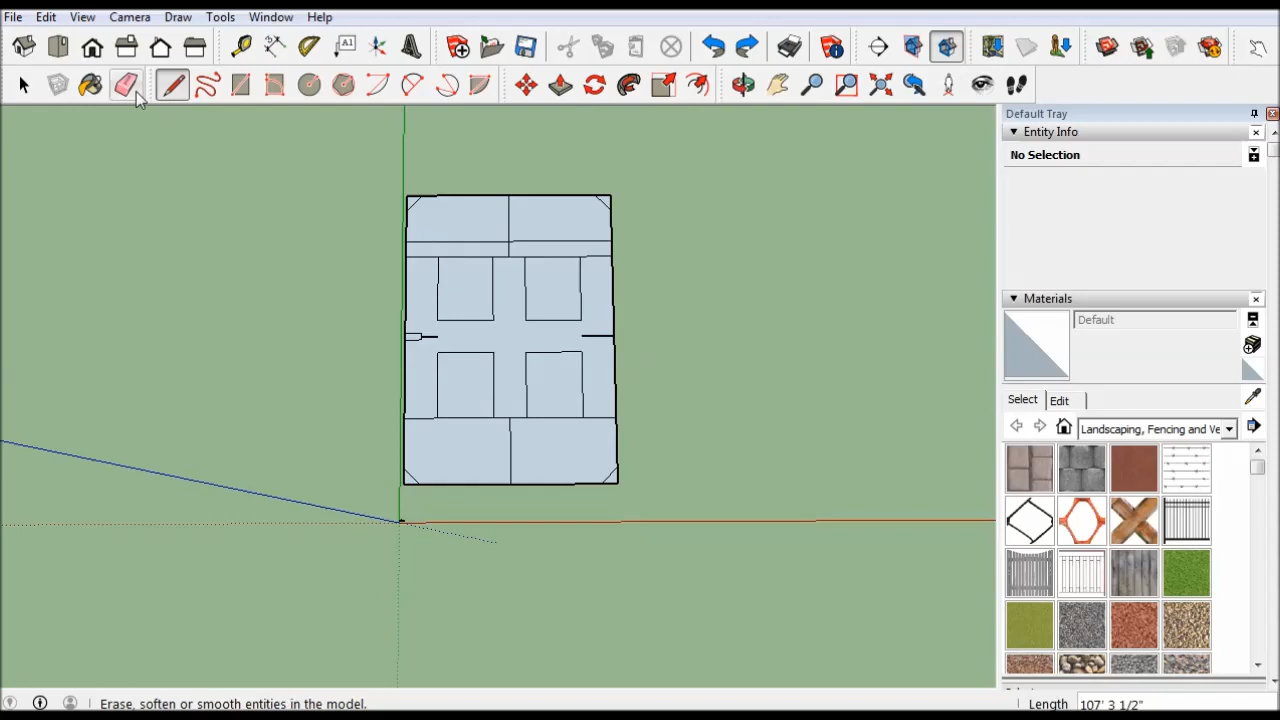 File Edit View Camera Draw Tools Window Help
A1
Default Tray
Entity Info
No Selection
Materials
Default
Select Edit
Landscaping, Fencing and Ve
Erase, soften or smooth entities in the model.
Length 107' 3 1/2"